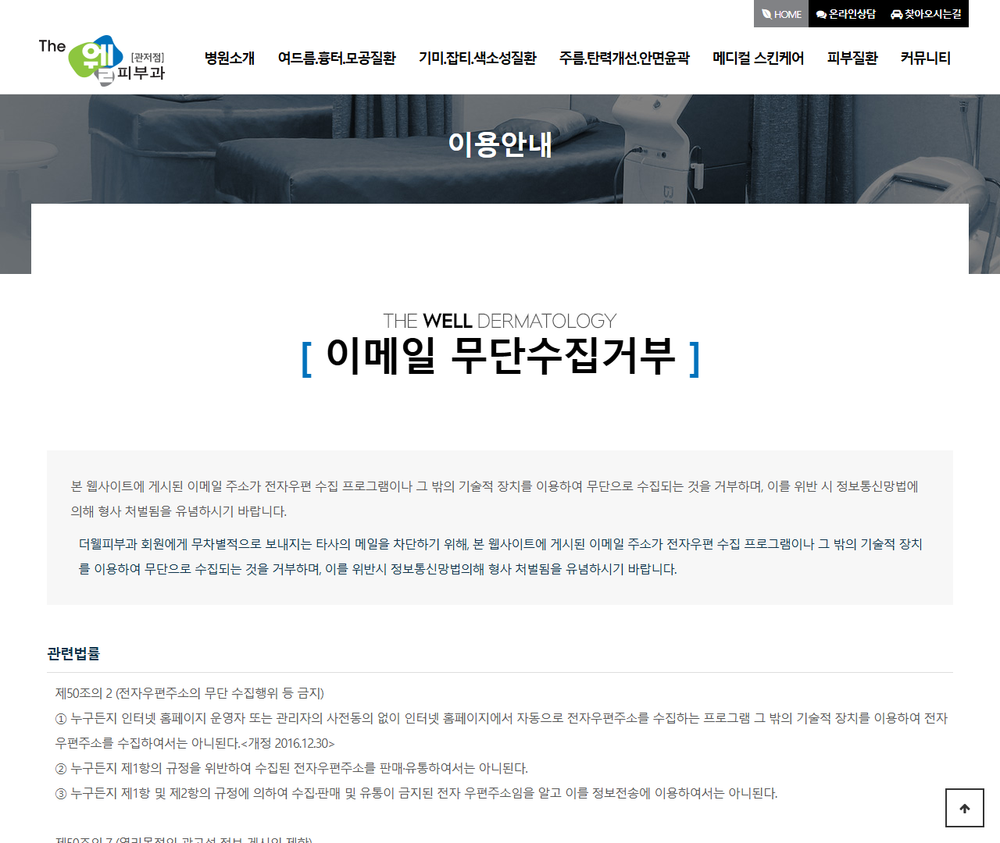 HOME 온라인상담 찾아오시는길
The 웰 피부과 [관저점]
병원소개 여드름.흉터.모공질환 기미.잡티.색소성질환 주름.탄력개선.안면윤곽 메디컬 스킨케어 피부질환 커뮤니티
이용안내
THE WELL DERMATOLOGY
[ 이메일 무단수집거부 ]
본 웹사이트에 게시된 이메일 주소가 전자우편 수집 프로그램이나 그 밖의 기술적 장치를 이용하여 무단으로 수집되는 것을 거부하며, 이를 위반 시 정보통신망법에
의해 형사 처벌됨을 유념하시기 바랍니다.
더웰피부과 회원에게 무차별적으로 보내지는 타사의 메일을 차단하기 위해, 본 웹사이트에 게시된 이메일 주소가 전자우편 수집 프로그램이나 그 밖의 기술적 장치
를 이용하여 무단으로 수집되는 것을 거부하며, 이를 위반시 정보통신망법의해 형사 처벌됨을 유념하시기 바랍니다.
관련법률
제50조의 2 (전자우편주소의 무단 수집행위 등 금지)
① 누구든지 인터넷 홈페이지 운영자 또는 관리자의 사전동의 없이 인터넷 홈페이지에서 자동으로 전자우편주소를 수집하는 프로그램 그 밖의 기술적 장치를 이용하여 전자
우편주소를 수집하여서는 아니된다.<개정 2016.12.30>
② 누구든지 제1항의 규정을 위반하여 수집된 전자우편주소를 판매·유통하여서는 아니된다.
③ 누구든지 제1항 및 제2항의 규정에 의하여 수집·판매 및 유통이 금지된 전자 우편주소임을 알고 이를 정보전송에 이용하여서는 아니된다.
제50조의 7 (영리목적의 광고성 정보 게시의 제한)